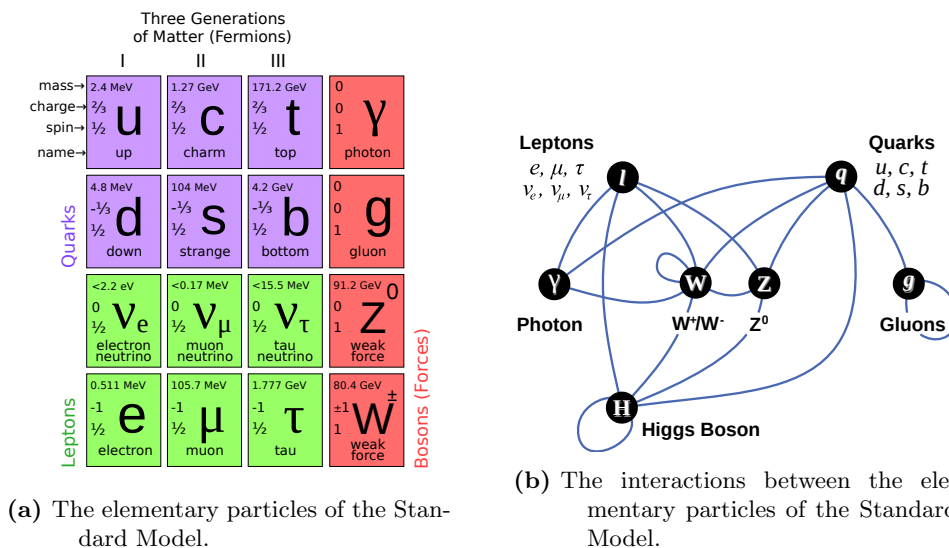 Three Generations
of Matter (Fermions)
I II III
mass→ 2.4 MeV 1.27 GeV 171.2 GeV 0
charge→ ⅔ ⅔ ⅔ 0
spin→ ½ u ½ c ½ t 1 γ
name→ up charm top photon
4.8 MeV 104 MeV 4.2 GeV 0
-⅓ -⅓ -⅓ 0
½ d ½ s ½ b 1 g
down strange bottom gluon
Quarks
<2.2 eV <0.17 MeV <15.5 MeV 91.2 GeV
0 0 0 0
½ νe ½ νμ ½ ντ 1 Z0
electron neutrino muon neutrino tau neutrino weak force
0.511 MeV 105.7 MeV 1.777 GeV 80.4 GeV
-1 -1 -1 ±1
½ e ½ μ ½ τ 1 W±
electron muon tau weak force
Leptons
Bosons (Forces)
(a) The elementary particles of the Stan-
dard Model.
Leptons
e, μ, τ
νe, νμ, ντ
l
Quarks
u, c, t
d, s, b
q
γ W Z g
Photon W+/W- Z0 Gluons
H
Higgs Boson
(b) The interactions between the ele-
mentary particles of the Standard
Model.